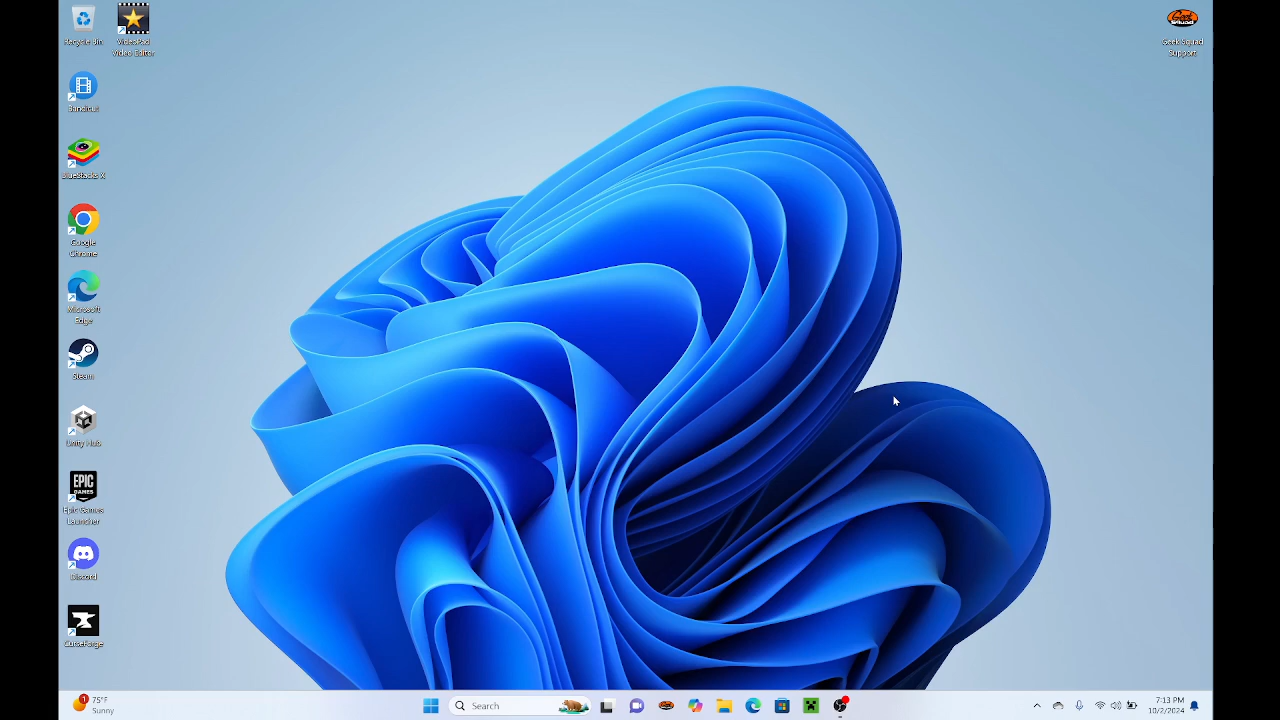 Recycle Bin
VideoPad
Video Editor
Geek Squad
Support
Bandicut
BlueStacks X
Google
Chrome
Microsoft
Edge
Steam
Unity Hub
EPIC
GAMES
Epic Games
Launcher
Discord
CurseForge
1
75°F
Sunny
Search
7:13 PM
10/2/2024